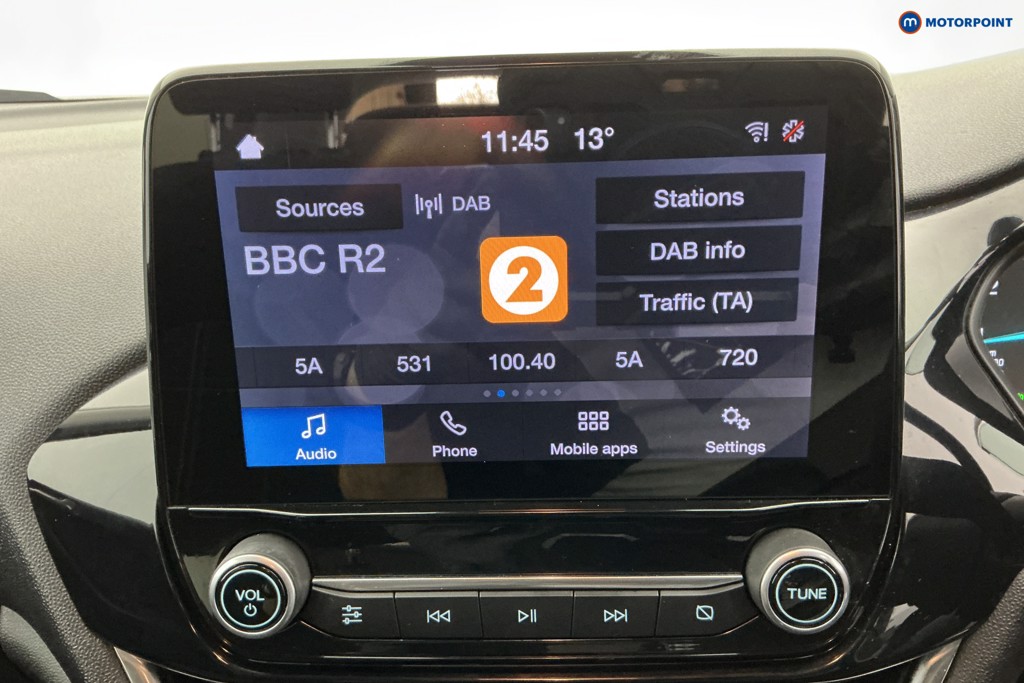 MOTORPOINT
11:45 13°
Sources
DAB
Stations
BBC R2
2
DAB info
Traffic (TA)
5A 531 100.40 5A 720
Audio
Phone
Mobile apps
Settings
VOL
TUNE